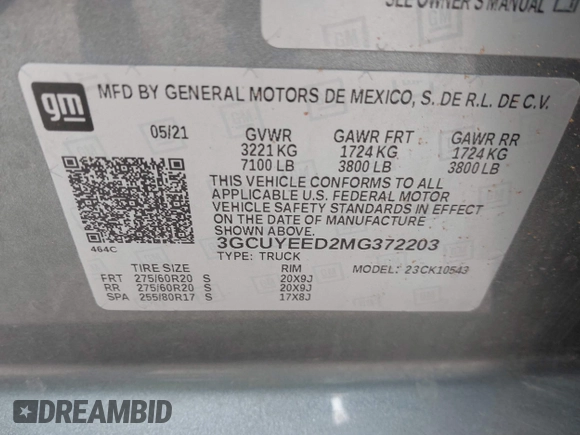 SEE OWNER'S MANUAL
gm
MFD BY GENERAL MOTORS DE MEXICO, S. DE R.L. DE C.V.
05/21 GVWR GAWR FRT GAWR RR
3221 KG 1724 KG 1724 KG
7100 LB 3800 LB 3800 LB
THIS VEHICLE CONFORMS TO ALL
APPLICABLE U.S. FEDERAL MOTOR
VEHICLE SAFETY STANDARDS IN EFFECT
ON THE DATE OF MANUFACTURE
SHOWN ABOVE.
464C
3GCUYEED2MG372203
TYPE: TRUCK MODEL: 23CK10543
TIRE SIZE RIM
FRT 275/60R20 S 20X9J
RR 275/60R20 S 20X9J
SPA 255/80R17 S 17X8J
DREAMBID